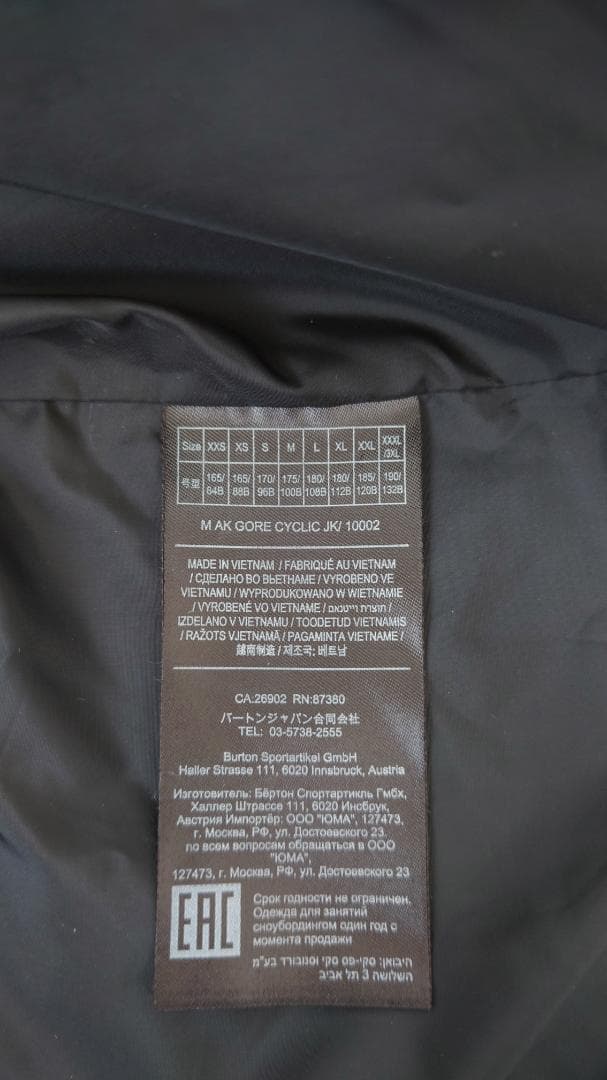 Size XXS XS S M L XL XXL XXXL/3XL
号型 165/84B 165/88B 170/96B 175/100B 180/108B 180/112B 185/120B 190/132B
M AK GORE CYCLIC JK/ 10002
MADE IN VIETNAM / FABRIQUÉ AU VIETNAM
/ СДЕЛАНО ВО ВЬЕТНАМЕ / VYROBENO VE
VIETNAMU / WYPRODUKOWANO W WIETNAMIE
/ VYROBENÉ VO VIETNAME / תוצרת וייטנאם /
IZDELANO V VIETNAMU / TOODETUD VIETNAMIS
/ RAŽOTS VJETNAMĀ / PAGAMINTA VIETNAME /
越南制造 / 제조국: 베트남
CA:26902 RN:87380
バートンジャパン合同会社
TEL: 03-5738-2555
Burton Sportartikel GmbH
Haller Strasse 111, 6020 Innsbruck, Austria
Изготовитель: Бёртон Спортартикль Гмбх,
Халлер Штрассе 111, 6020 Инсбрук,
Австрия Импортёр: ООО "ЮМА", 127473,
г. Москва, РФ, ул. Достоевского 23.
по всем вопросам обращаться в ООО
"ЮМА",
127473, г. Москва, РФ, ул. Достоевского 23
EAC
Срок годности не ограничен.
Одежда для занятий
сноубордингом один год с
момента продажи
היבואן: סקי-פס סקי וסנובורד בע"מ
השלושה 3 תל אביב